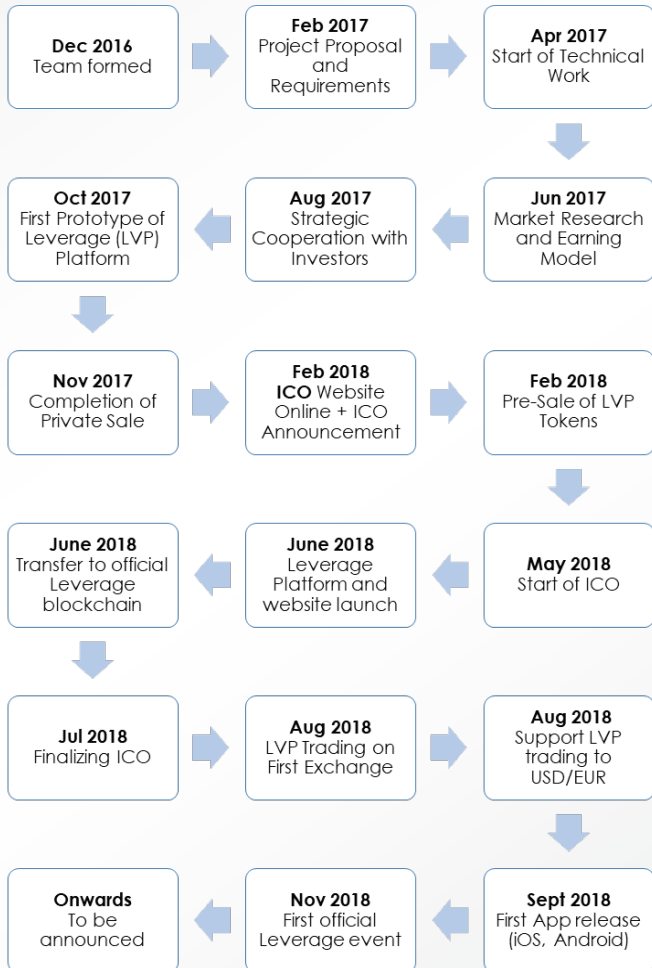 Dec 2016
Team formed
Feb 2017
Project Proposal
and
Requirements
Apr 2017
Start of Technical
Work
Jun 2017
Market Research
and Earning
Model
Aug 2017
Strategic
Cooperation with
Investors
Oct 2017
First Prototype of
Leverage (LVP)
Platform
Nov 2017
Completion of
Private Sale
Feb 2018
ICO Website
Online + ICO
Announcement
Feb 2018
Pre-Sale of LVP
Tokens
May 2018
Start of ICO
June 2018
Leverage
Platform and
website launch
June 2018
Transfer to official
Leverage
blockchain
Jul 2018
Finalizing ICO
Aug 2018
LVP Trading on
First Exchange
Aug 2018
Support LVP
trading to
USD/EUR
Sept 2018
First App release
(iOS, Android)
Nov 2018
First official
Leverage event
Onwards
To be
announced